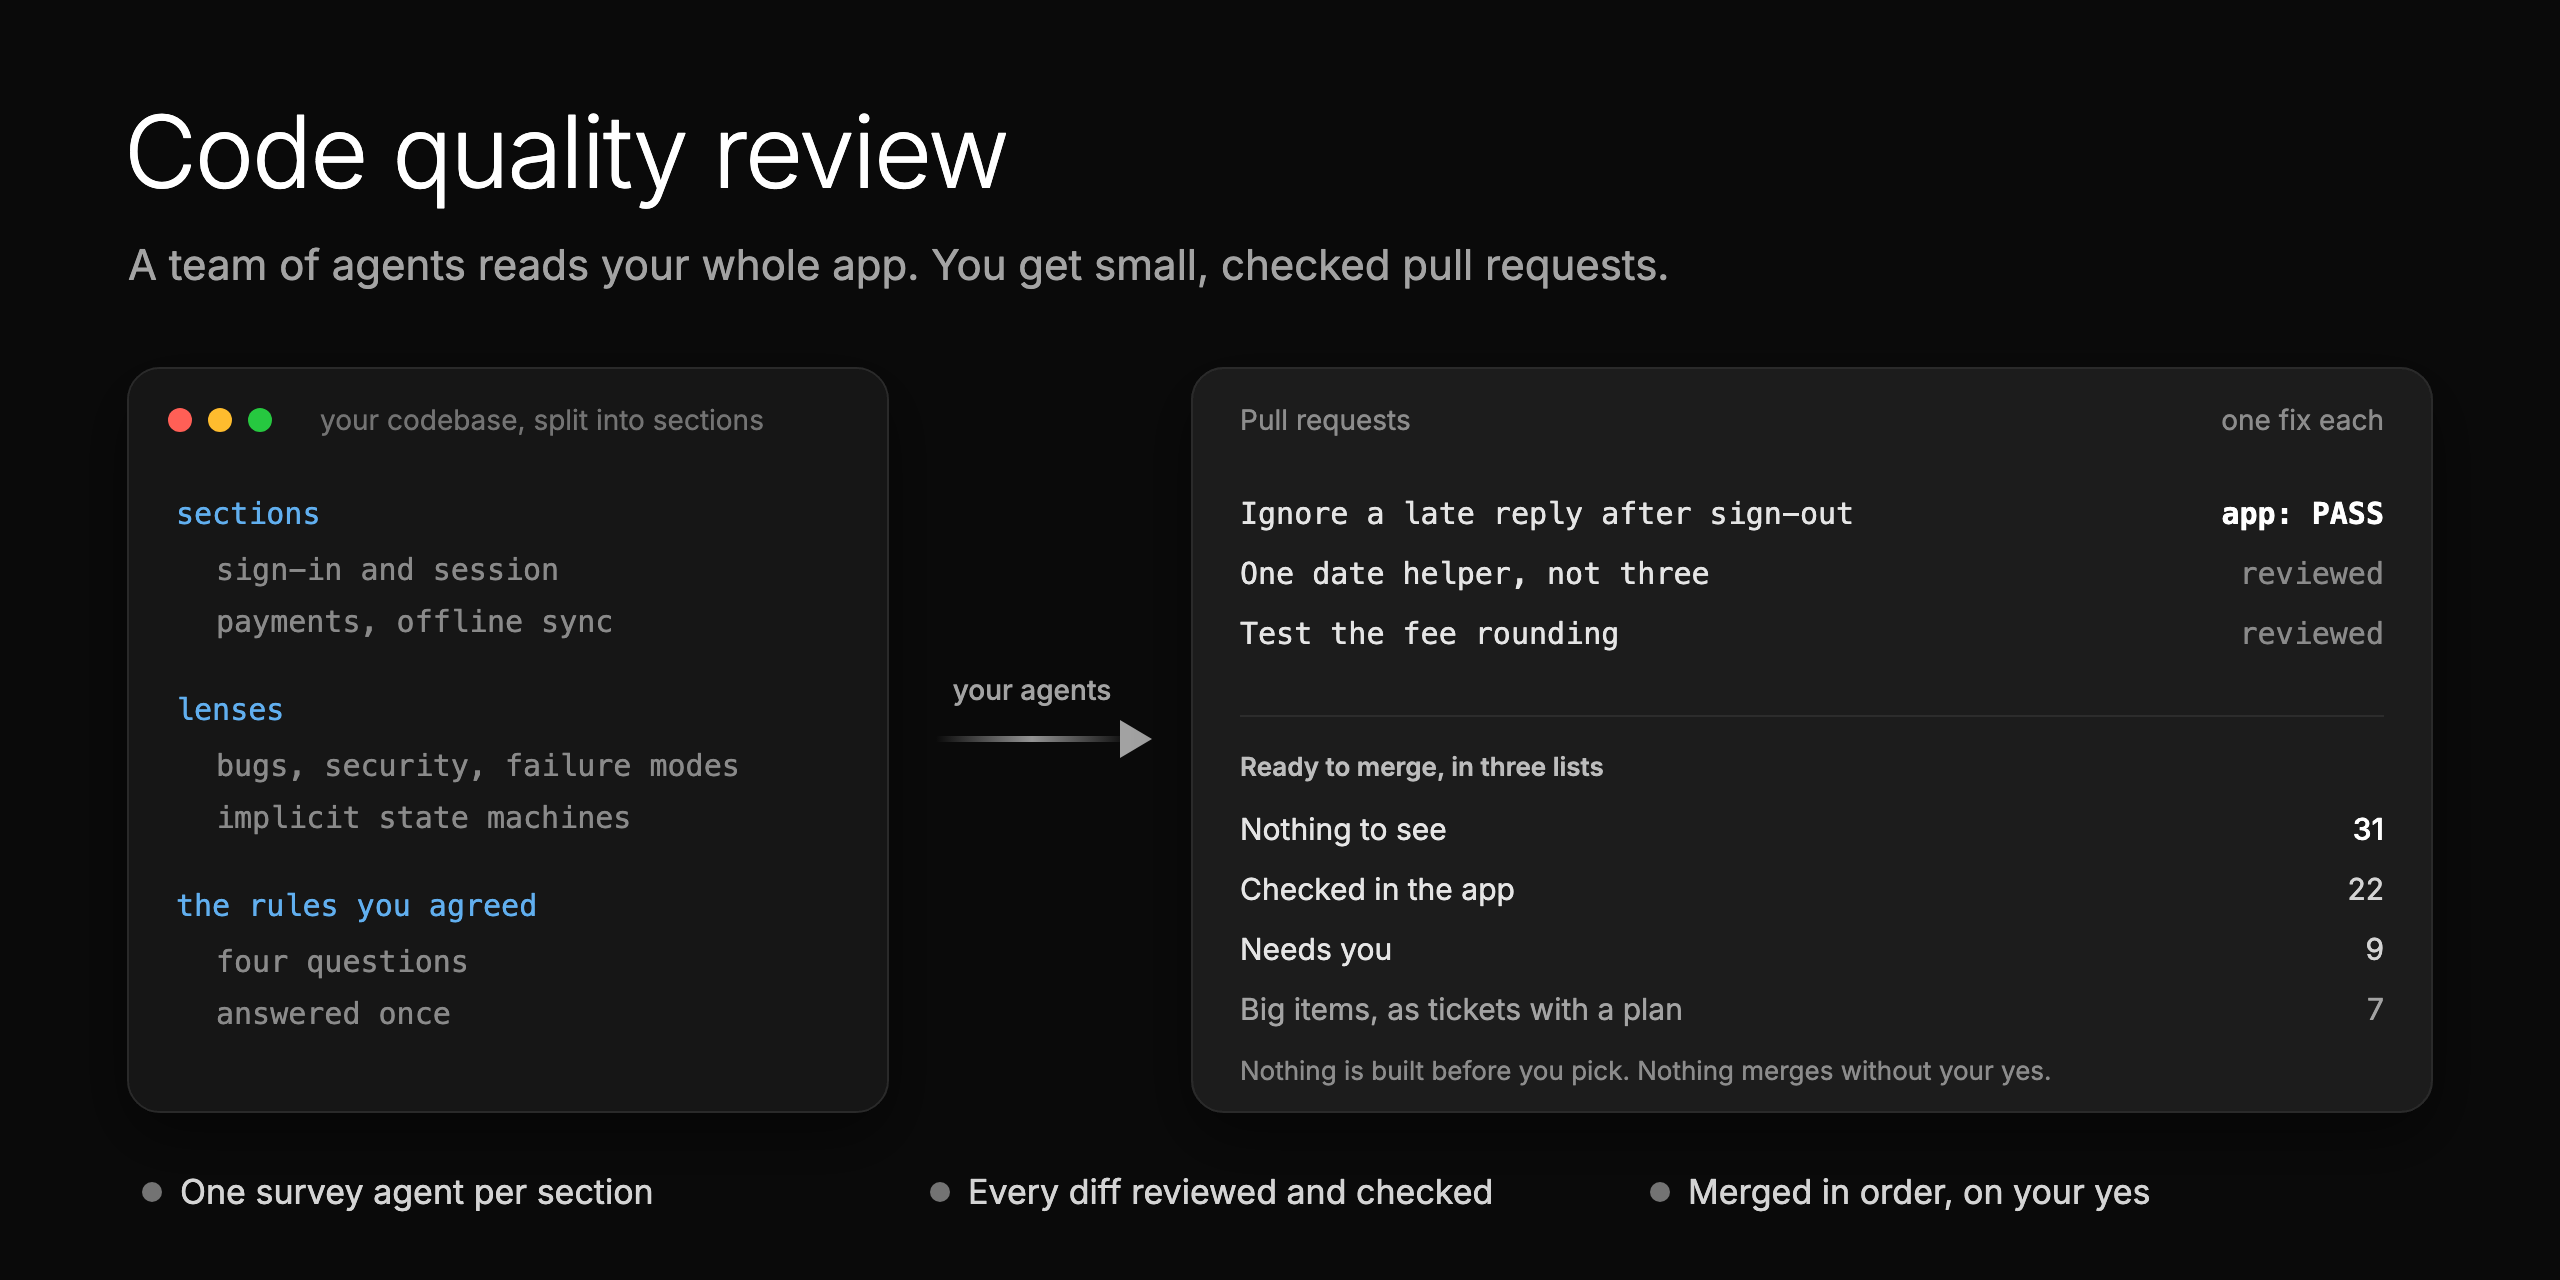 Code quality review
A team of agents reads your whole app. You get small, checked pull requests.
your codebase, split into sections
sections
sign-in and session
payments, offline sync
lenses
bugs, security, failure modes
implicit state machines
the rules you agreed
four questions
answered once
your agents
Pull requests one fix each
Ignore a late reply after sign-out app: PASS
One date helper, not three reviewed
Test the fee rounding reviewed
Ready to merge, in three lists
Nothing to see 31
Checked in the app 22
Needs you 9
Big items, as tickets with a plan 7
Nothing is built before you pick. Nothing merges without your yes.
One survey agent per section
Every diff reviewed and checked
Merged in order, on your yes